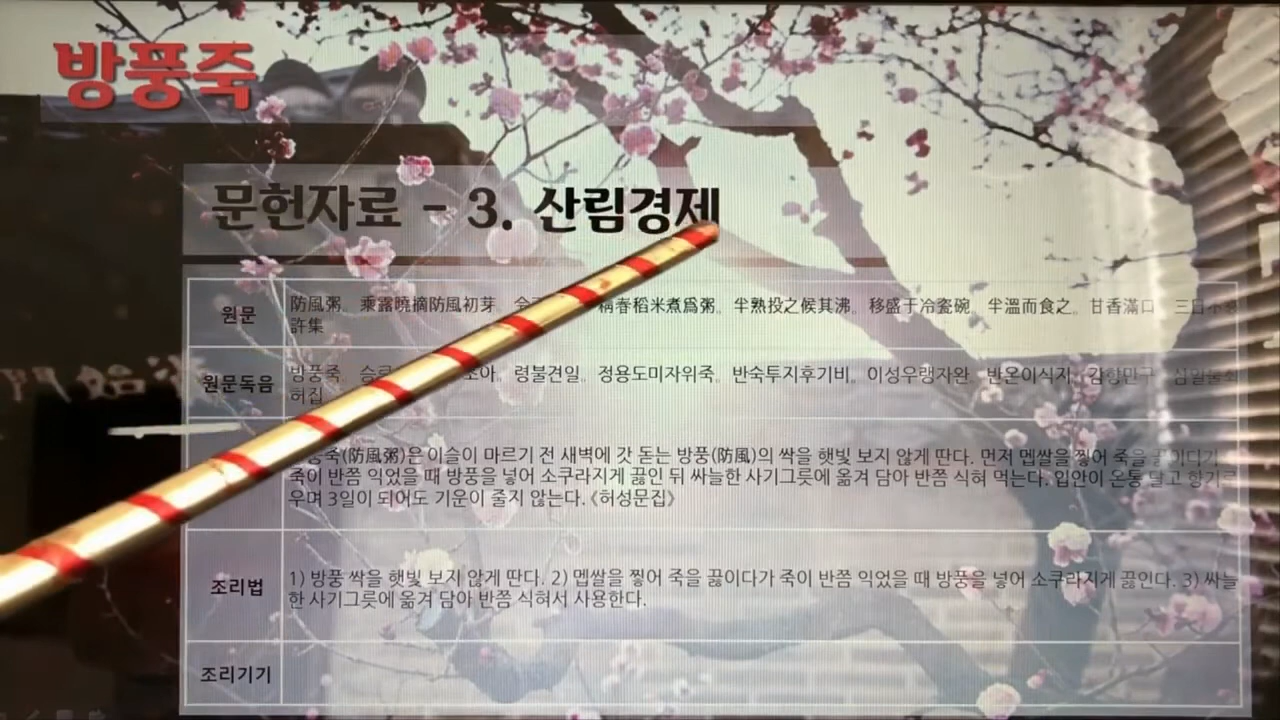 방풍죽
문헌자료 - 3. 산림경제
원문
防風粥。 乘露曉摘防風初芽。 春稻米煮爲粥。 半熟投之候其沸。 移盛于冷瓷碗。 半溫而食之。 甘香滿口
許集
원문독음
방풍죽。 령불견일。 정용도미자위죽。 반숙투지후기비。 이성우랭자완。 반온이식지。 감향만구
허집
죽(防風粥)은 이슬이 마르기 전 새벽에 갓 돋는 방풍(防風)의 싹을 햇빛 보지 않게 딴다. 먼저 멥쌀을 찧어 죽을
죽이 반쯤 익었을 때 방풍을 넣어 소쿠라지게 끓인 뒤 싸늘한 사기그릇에 옮겨 담아 반쯤 식혀 먹는다. 입안이 온통 달고 향기로
우며 3일이 되어도 기운이 줄지 않는다.《허성문집》
조리법
1) 방풍 싹을 햇빛 보지 않게 딴다. 2) 멥쌀을 찧어 죽을 끓이다가 죽이 반쯤 익었을 때 방풍을 넣어 소쿠라지게 끓인다. 3) 싸늘
한 사기그릇에 옮겨 담아 반쯤 식혀서 사용한다.
조리기기